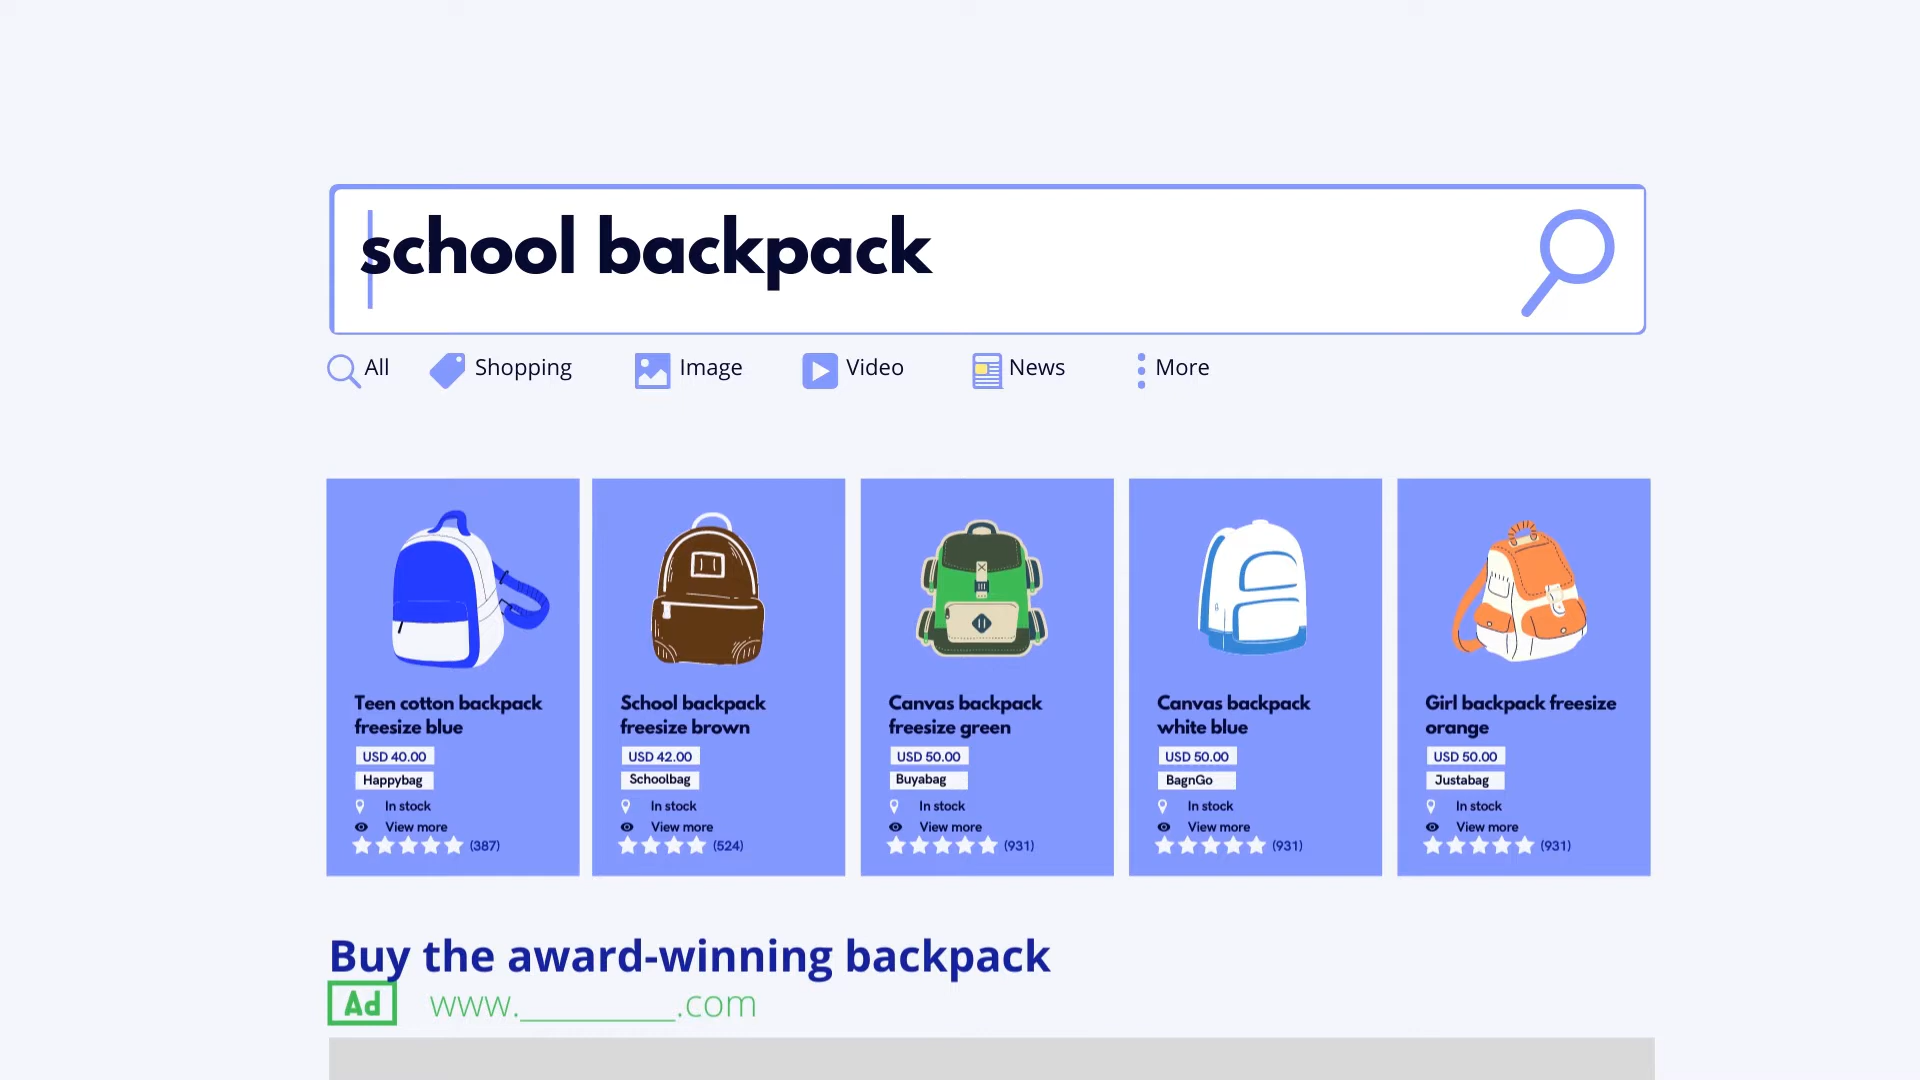 school backpack
All Shopping Image Video News More
Teen cotton backpack
freesize blue
USD 40.00
Happybag
In stock
View more
(387)
School backpack
freesize brown
USD 42.00
Schoolbag
In stock
View more
(524)
Canvas backpack
freesize green
USD 50.00
Buyabag
In stock
View more
(931)
Canvas backpack
white blue
USD 50.00
BagnGo
In stock
View more
(931)
Girl backpack freesize
orange
USD 50.00
Justabag
In stock
View more
(931)
Buy the award-winning backpack
Ad www.__________.com